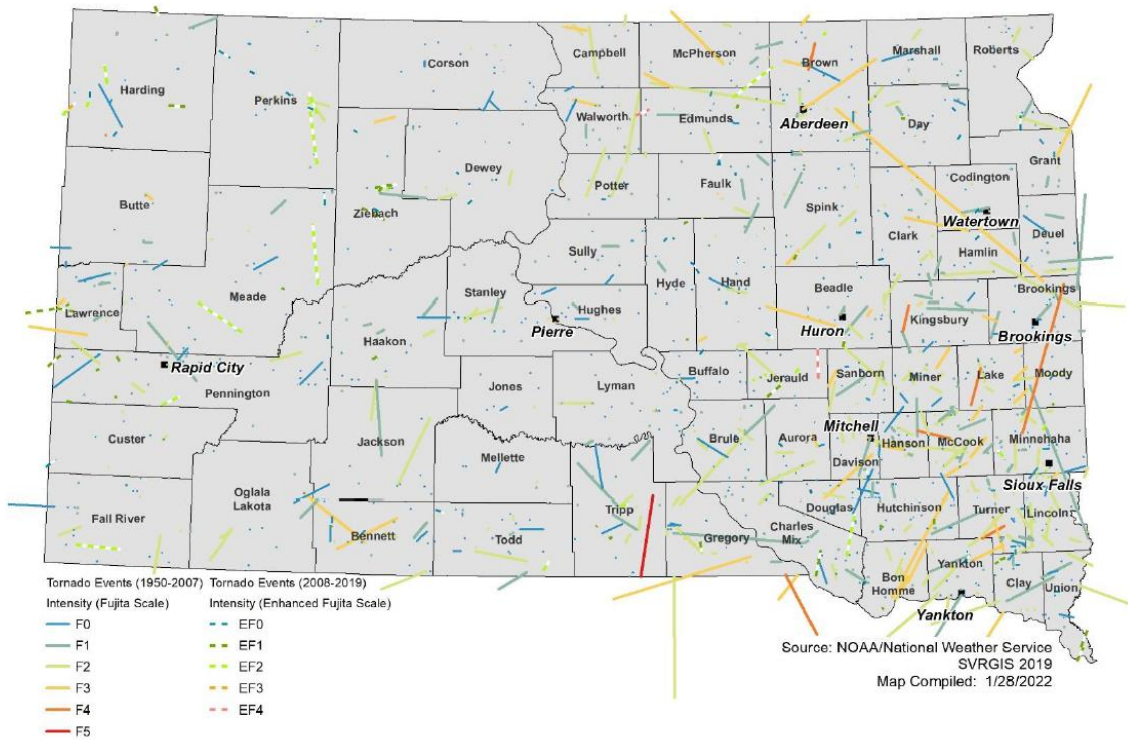 Harding
Perkins
Corson
Campbell
McPherson
Brown
Marshall
Roberts
Walworth
Edmunds
Aberdeen
Day
Dewey
Grant
Potter
Faulk
Codington
Butte
Ziebach
Spink
Watertown
Clark
Deuel
Sully
Hamlin
Hyde
Hand
Beadle
Brookings
Stanley
Hughes
Meade
Lawrence
Pierre
Huron
Kingsbury
Brookings
Haakon
Rapid City
Pennington
Jones
Lyman
Buffalo
Jerauld
Sanborn
Miner
Lake
Moody
Custer
Jackson
Mellette
Brule
Aurora
Mitchell
Davison
Hanson
McCook
Minnehaha
Sioux Falls
Oglala
Lakota
Fall River
Bennett
Todd
Tripp
Gregory
Charles
Mix
Douglas
Hutchinson
Turner
Lincoln
Bon
Homme
Yankton
Clay
Union
Yankton
Tornado Events (1950-2007) Tornado Events (2008-2019)
Intensity (Fujita Scale) Intensity (Enhanced Fujita Scale)
F0 EF0
F1 EF1
F2 EF2
F3 EF3
F4 EF4
F5
Source: NOAA/National Weather Service
SVRGIS 2019
Map Compiled: 1/28/2022